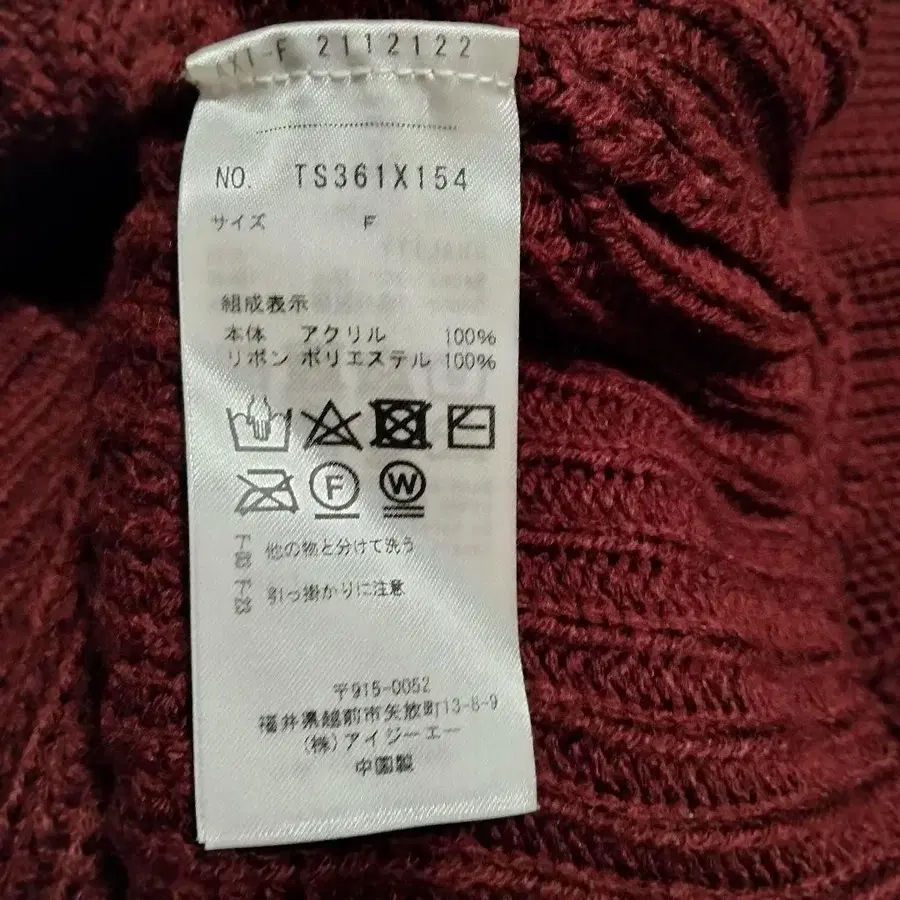 2112122
NO. TS361X154
サイズ F
組成表示
本体 アクリル 100%
リボン ポリエステル 100%
F W
他の物と分けて洗う
引っ掛かりに注意
〒915-0052
福井県越前市矢放町13-8-9
(株)アイジーエー
中国製